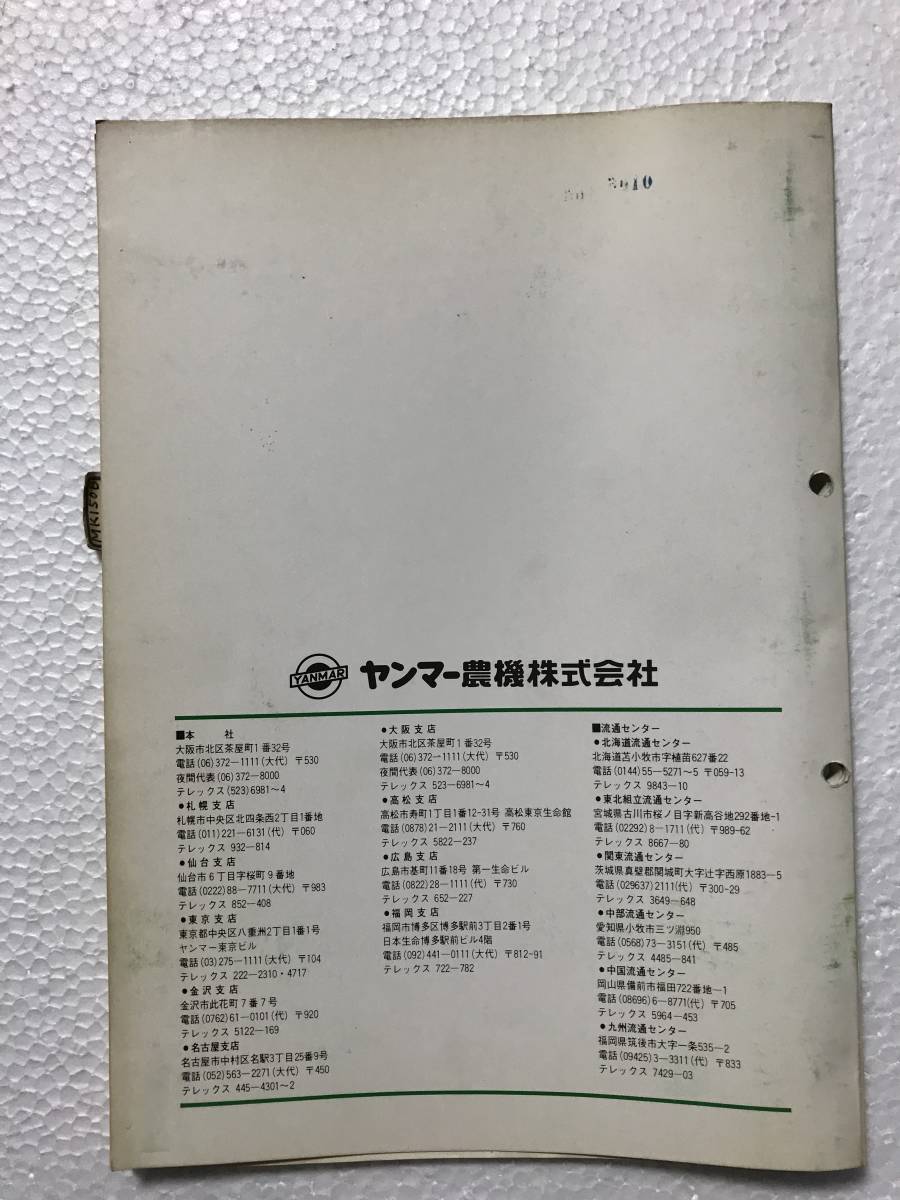 MK150D
YANMAR ヤンマー農機株式会社
■本　　社
大阪市北区茶屋町1番32号
電話(06)372−1111(大代)〒530
夜間代表(06)372−8000
テレックス(523)6981〜4
●札幌支店
札幌市中央区北四条西2丁目1番地
電話(011)221−6131(代)〒060
テレックス 932−814
●仙台支店
仙台市6丁目字桜町9番地
電話(0222)88−7711(大代)〒983
テレックス 852−408
●東京支店
東京都中央区八重洲2丁目1番1号
ヤンマー東京ビル
電話(03)275−1111(大代)〒104
テレックス 222−2310・4717
●金沢支店
金沢市此花町7番7号
電話(0762)61−0101(代)〒920
テレックス 5122−169
●名古屋支店
名古屋市中村区名駅3丁目25番9号
電話(052)563−2271(大代)〒450
テレックス 445−4301〜2
●大阪支店
大阪市北区茶屋町1番32号
電話(06)372−1111(大代)〒530
夜間代表(06)372−8000
テレックス 523−6981〜4
●高松支店
高松市寿町1丁目1番12-31号 高松東京生命館
電話(0878)21−2111(大代)〒760
テレックス 5822−237
●広島支店
広島市基町11番18号 第一生命ビル
電話(0822)28−1111(代)〒730
テレックス 652−227
●福岡支店
福岡市博多区博多駅前3丁目2番1号
日本生命博多駅前ビル4階
電話(092)441−0111(大代)〒812-91
テレックス 722−782
■流通センター
●北海道流通センター
北海道苫小牧市字植苗627番22
電話(0144)55−5271〜5 〒059-13
テレックス 9843−10
●東北組立流通センター
宮城県古川市桜ノ目字新高谷地292番地-1
電話(02292)8−1711(代)〒989-62
テレックス 8667−80
●関東流通センター
茨城県真壁郡関城町大字辻字西原1883−5
電話(029637)2111(代)〒300-29
テレックス 3649−648
●中部流通センター
愛知県小牧市三ツ淵950
電話(0568)73−3151(代)〒485
テレックス 4485−841
●中国流通センター
岡山県備前市福田722番地−1
電話(08696)6−8771(代)〒705
テレックス 5964−453
●九州流通センター
福岡県筑後市大字一条535−2
電話(09425)3−3311(代)〒833
テレックス 7429−03